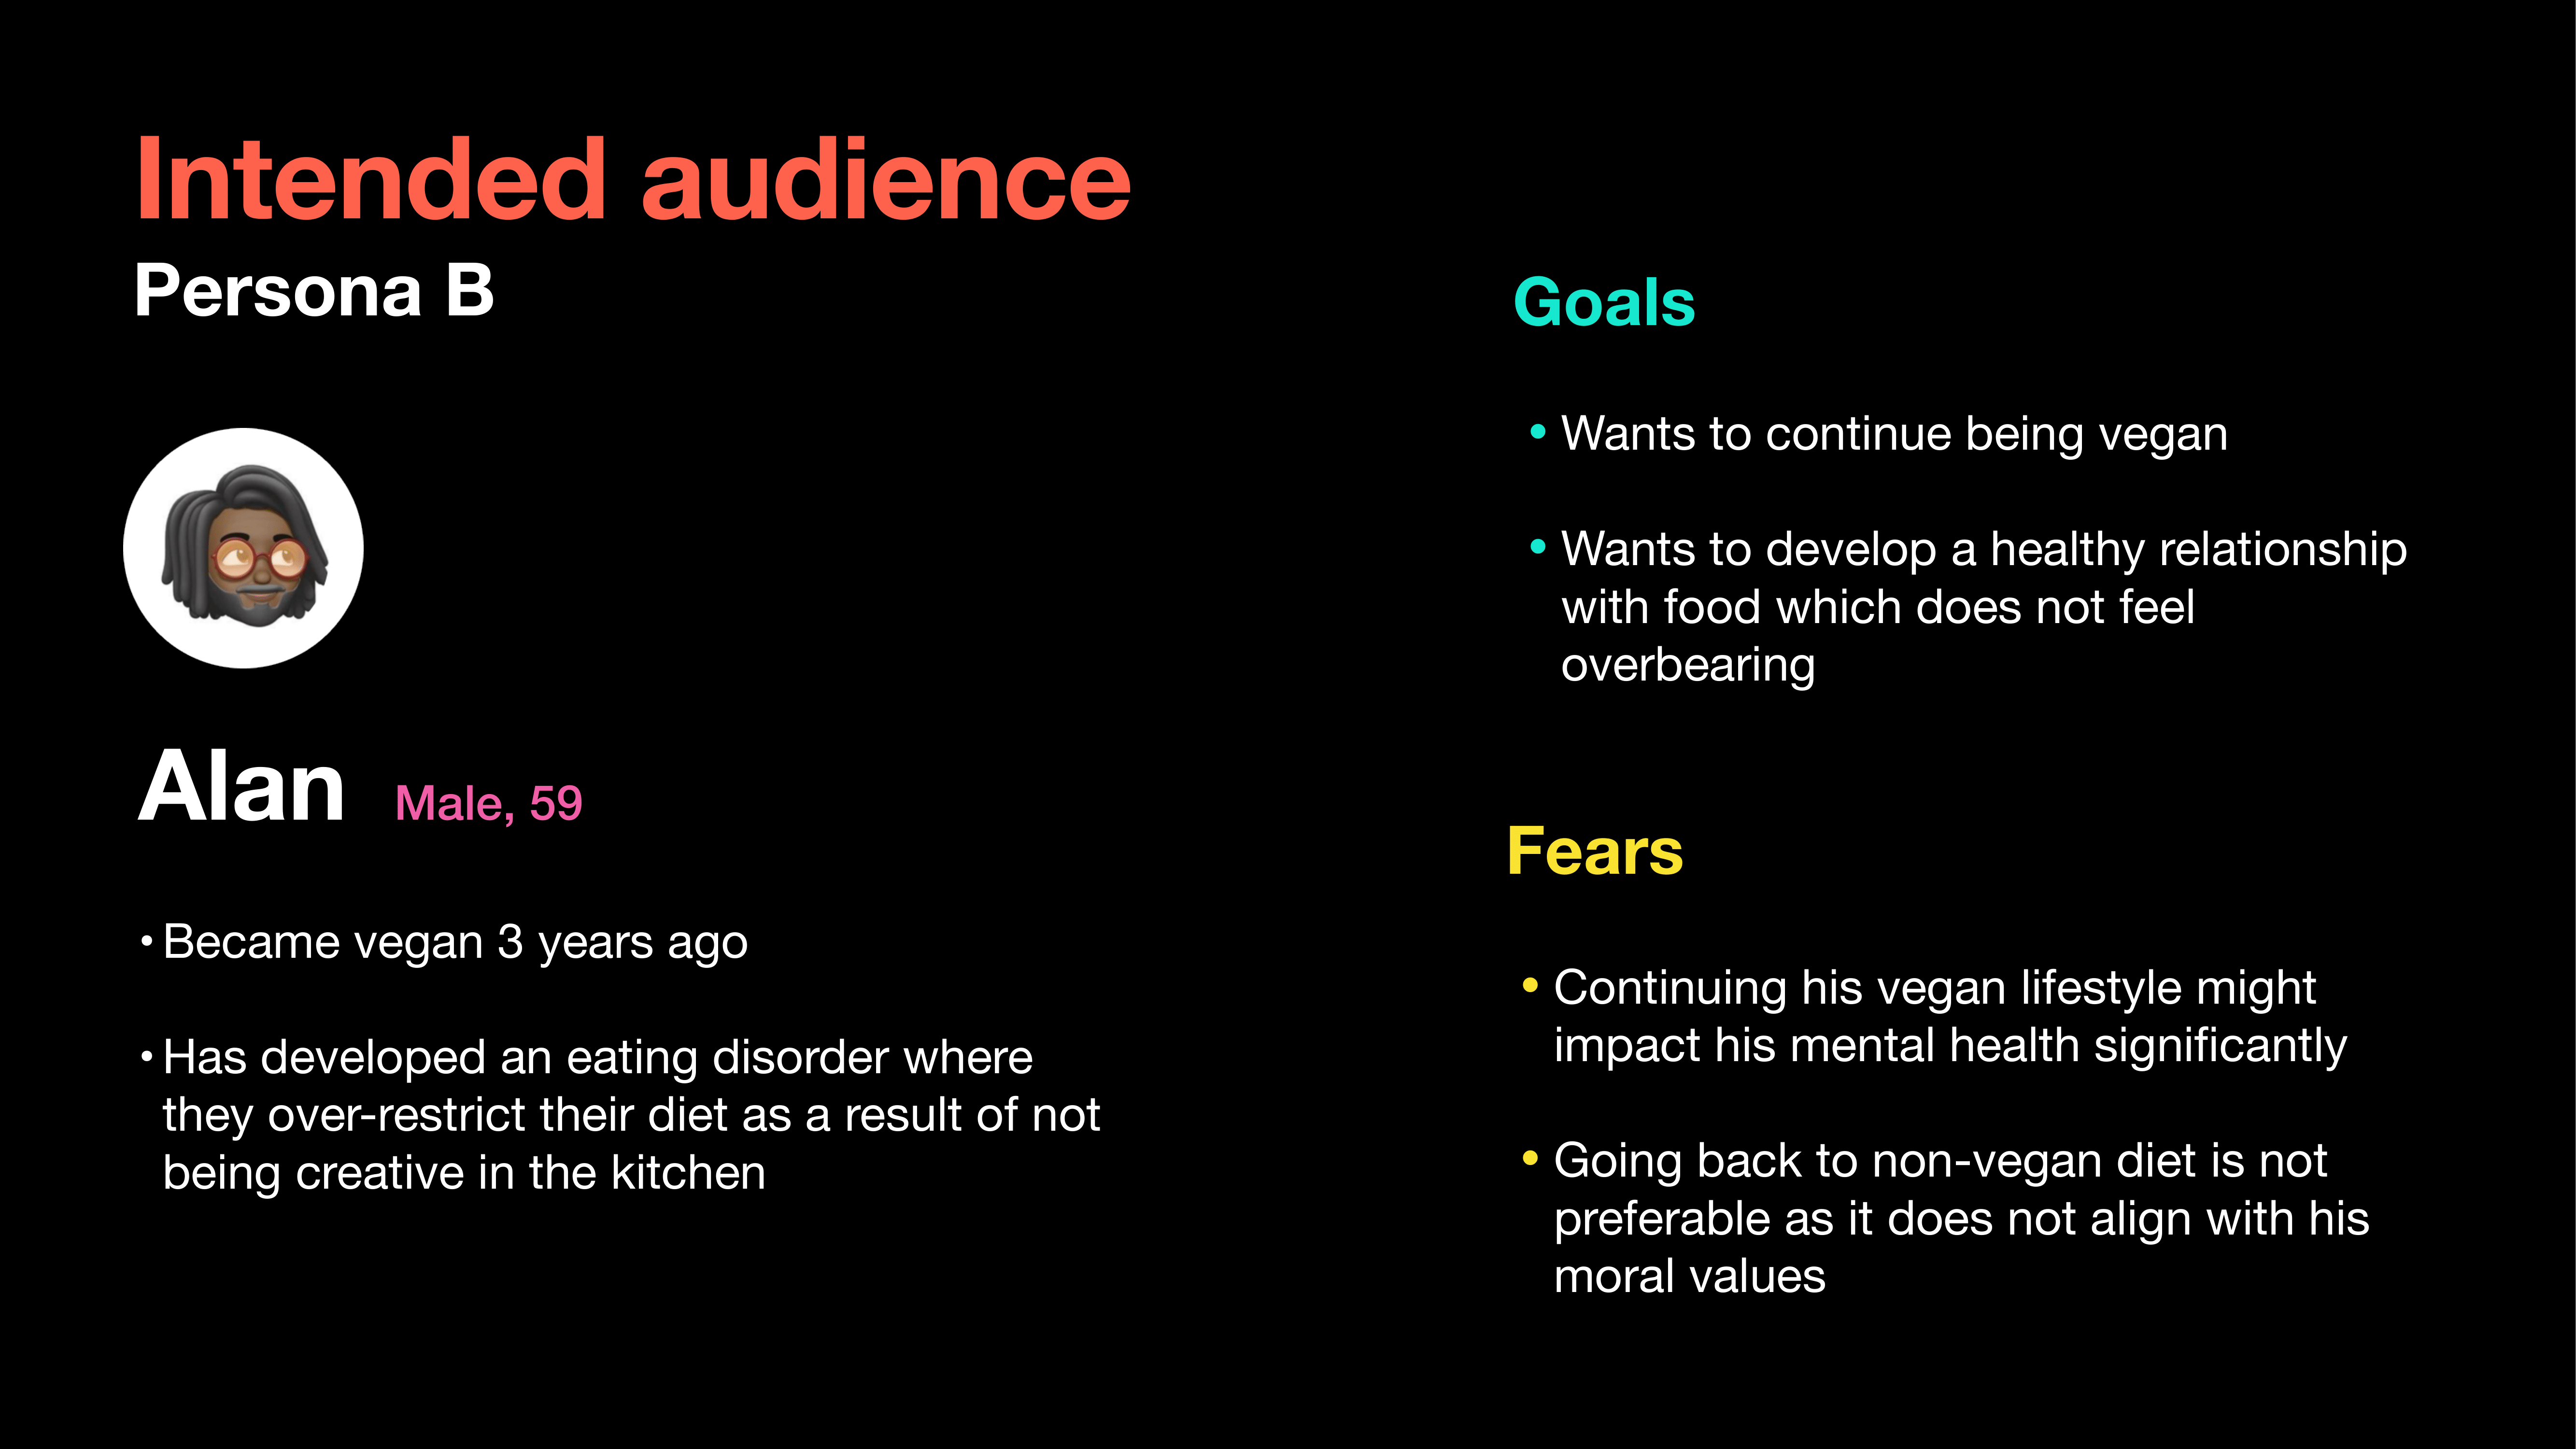 Intended audience
Persona B
Alan Male, 59
• Became vegan 3 years ago
• Has developed an eating disorder where
they over-restrict their diet as a result of not
being creative in the kitchen
Goals
• Wants to continue being vegan
• Wants to develop a healthy relationship
with food which does not feel
overbearing
Fears
• Continuing his vegan lifestyle might
impact his mental health significantly
• Going back to non-vegan diet is not
preferable as it does not align with his
moral values